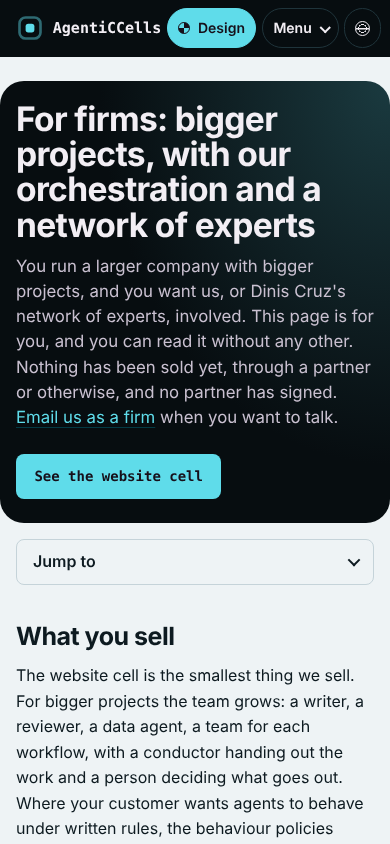 AgentiCCells
Design
Menu
For firms: bigger
projects, with our
orchestration and a
network of experts
You run a larger company with bigger
projects, and you want us, or Dinis Cruz's
network of experts, involved. This page is for
you, and you can read it without any other.
Nothing has been sold yet, through a partner
or otherwise, and no partner has signed.
Email us as a firm when you want to talk.
See the website cell
Jump to
What you sell
The website cell is the smallest thing we sell.
For bigger projects the team grows: a writer, a
reviewer, a data agent, a team for each
workflow, with a conductor handing out the
work and a person deciding what goes out.
Where your customer wants agents to behave
under written rules, the behaviour policies